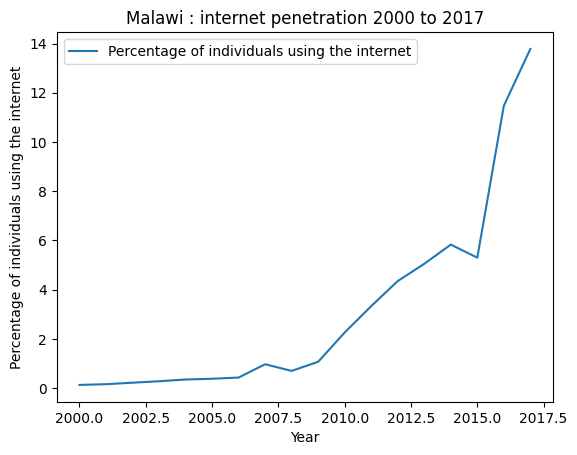 Malawi : internet penetration 2000 to 2017
Percentage of individuals using the internet
Percentage of individuals using the internet
14
12
10
8
6
4
2
0
2000.0 2002.5 2005.0 2007.5 2010.0 2012.5 2015.0 2017.5
Year